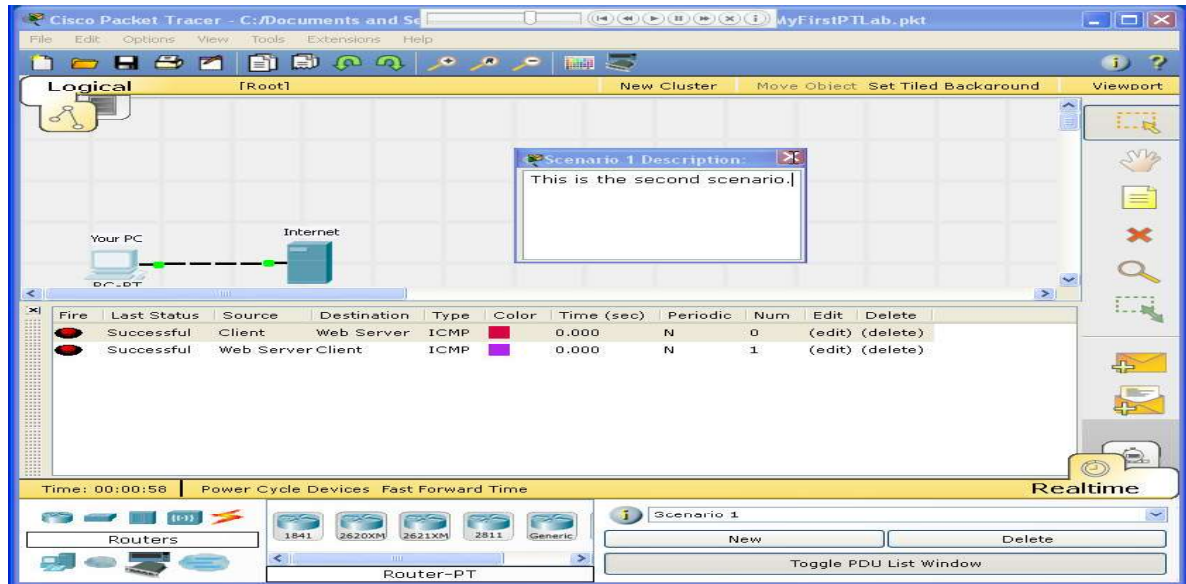 Cisco Packet Tracer - C:/Documents and Se MyFirstPTLab.pkt
File Edit Options View Tools Extensions Help
Logical [Root] New Cluster Move Object Set Tiled Background Viewport
Scenario 1 Description:
This is the second scenario.
Your PC
Internet
PC-PT
Fire Last Status Source Destination Type Color Time (sec) Periodic Num Edit Delete
Successful Client Web Server ICMP 0.000 N 0 (edit) (delete)
Successful Web Server Client ICMP 0.000 N 1 (edit) (delete)
Time: 00:00:58 Power Cycle Devices Fast Forward Time Realtime
Routers
1841 2620XM 2621XM 2811 Generic
Router-PT
Scenario 1
New Delete
Toggle PDU List Window